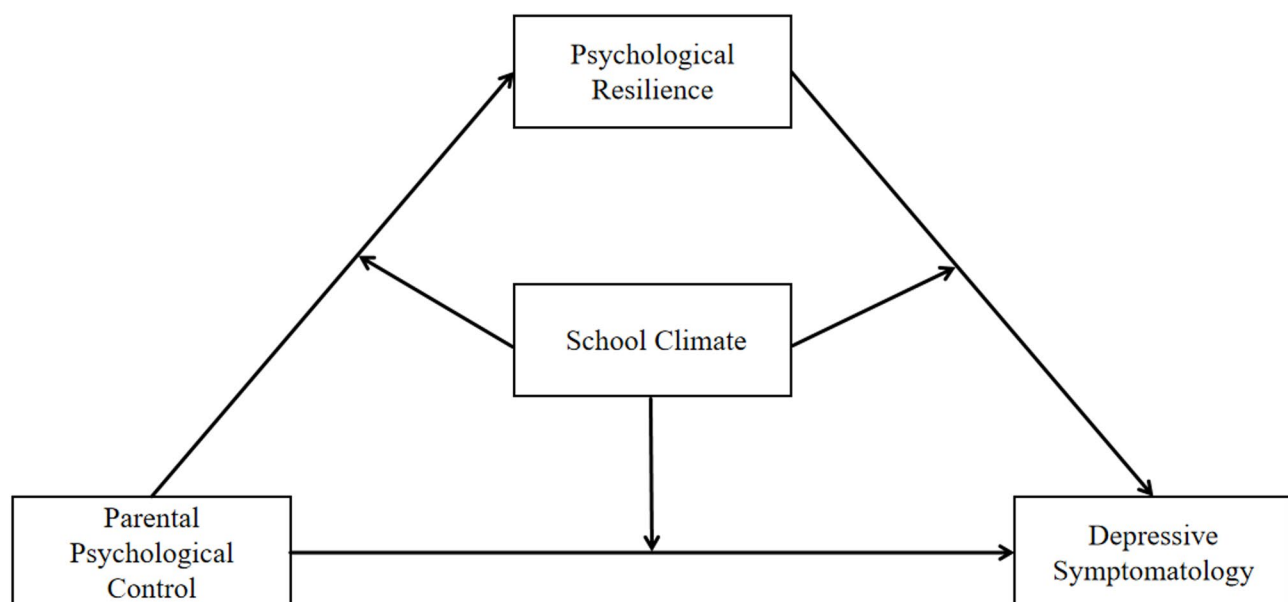 Psychological
Resilience
School Climate
Parental
Psychological
Control
Depressive
Symptomatology